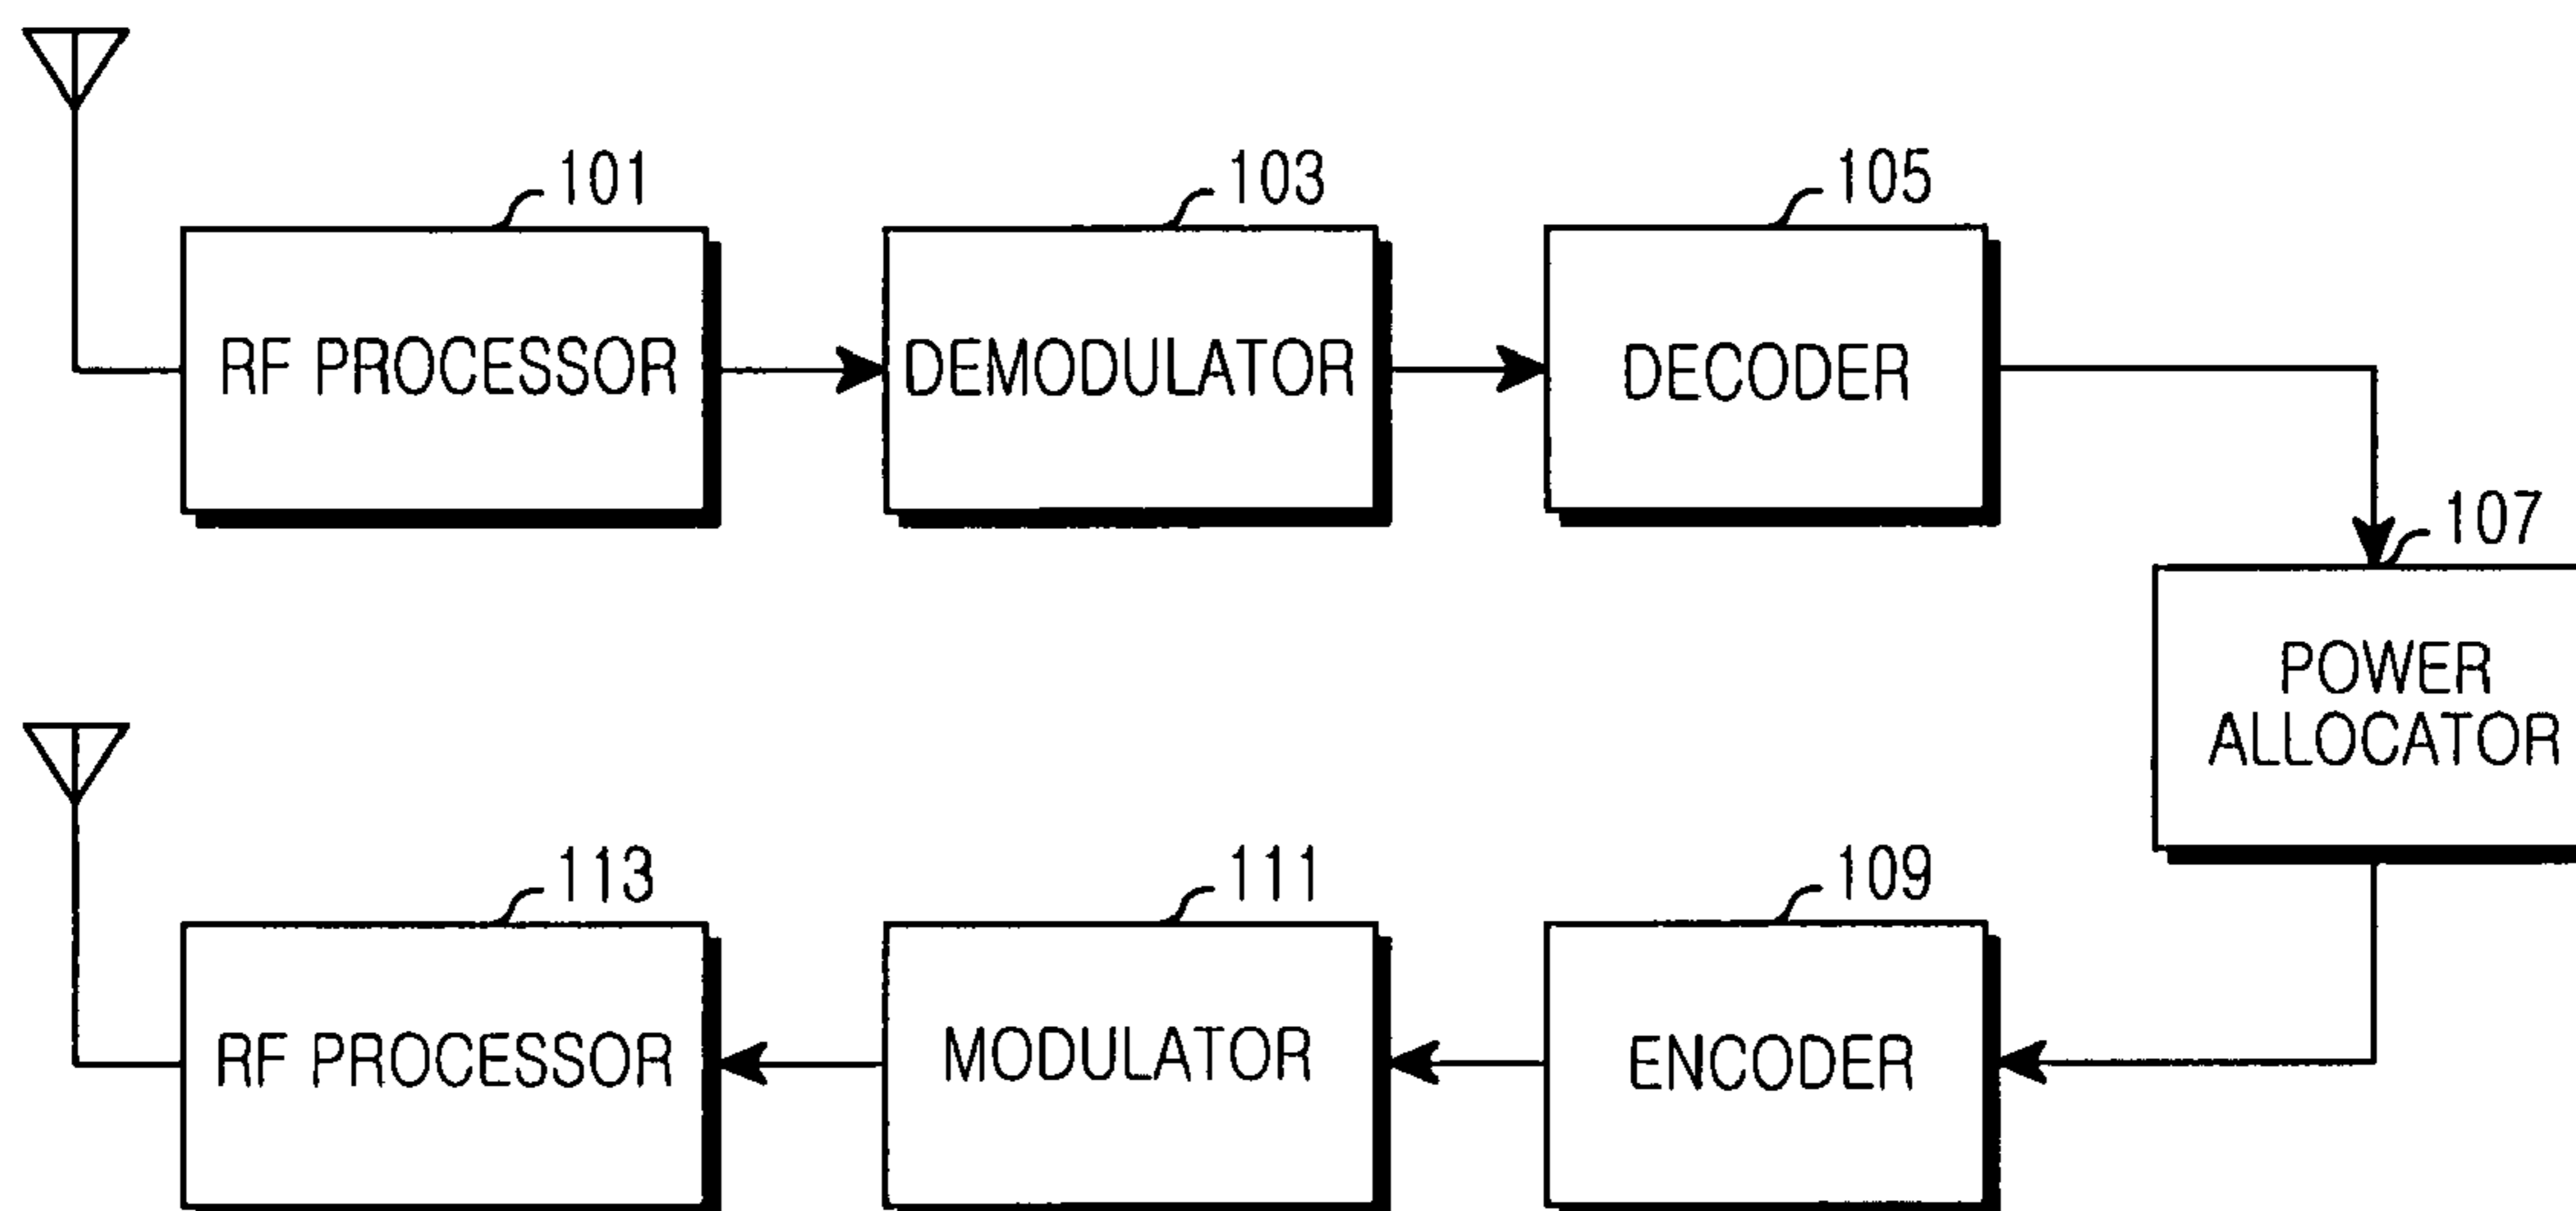 101
103
105
RF PROCESSOR
DEMODULATOR
DECODER
107
POWER
ALLOCATOR
113
111
109
RF PROCESSOR
MODULATOR
ENCODER